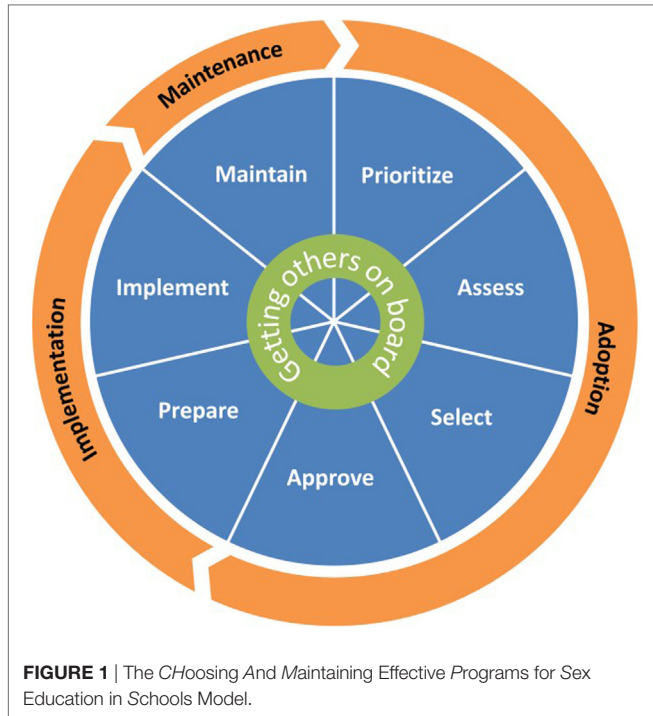 Maintenance
Adoption
Implementation
Maintain
Prioritize
Implement
Assess
Prepare
Select
Approve
Getting others on board
FIGURE 1 | The CHoosing And Maintaining Effective Programs for Sex
Education in Schools Model.